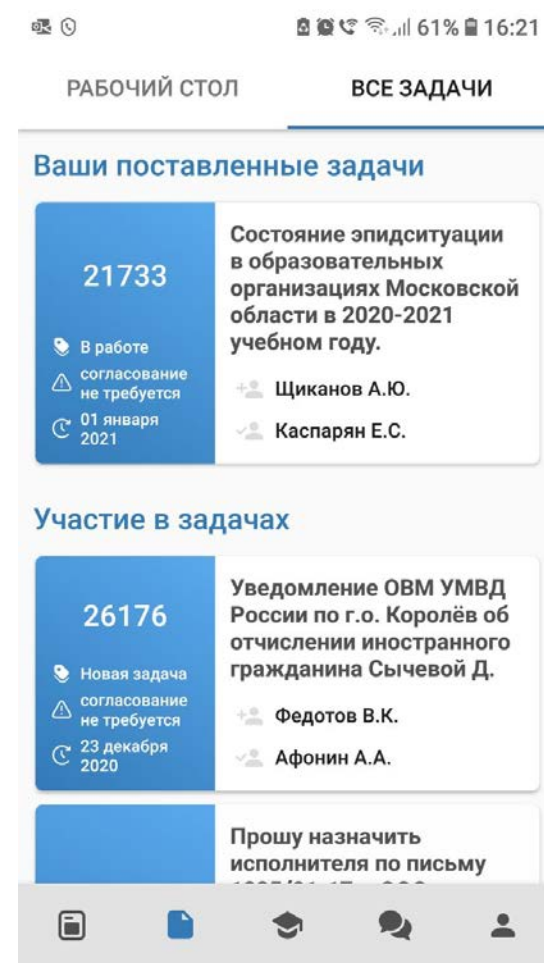 61% 16:21
РАБОЧИЙ СТОЛ ВСЕ ЗАДАЧИ
Ваши поставленные задачи
21733
В работе
согласование
не требуется
01 января
2021
Состояние эпидситуации
в образовательных
организациях Московской
области в 2020-2021
учебном году.
Щиканов А.Ю.
Каспарян Е.С.
Участие в задачах
26176
Новая задача
согласование
не требуется
23 декабря
2020
Уведомление ОВМ УМВД
России по г.о. Королёв об
отчислении иностранного
гражданина Сычевой Д.
Федотов В.К.
Афонин А.А.
Прошу назначить
исполнителя по письму